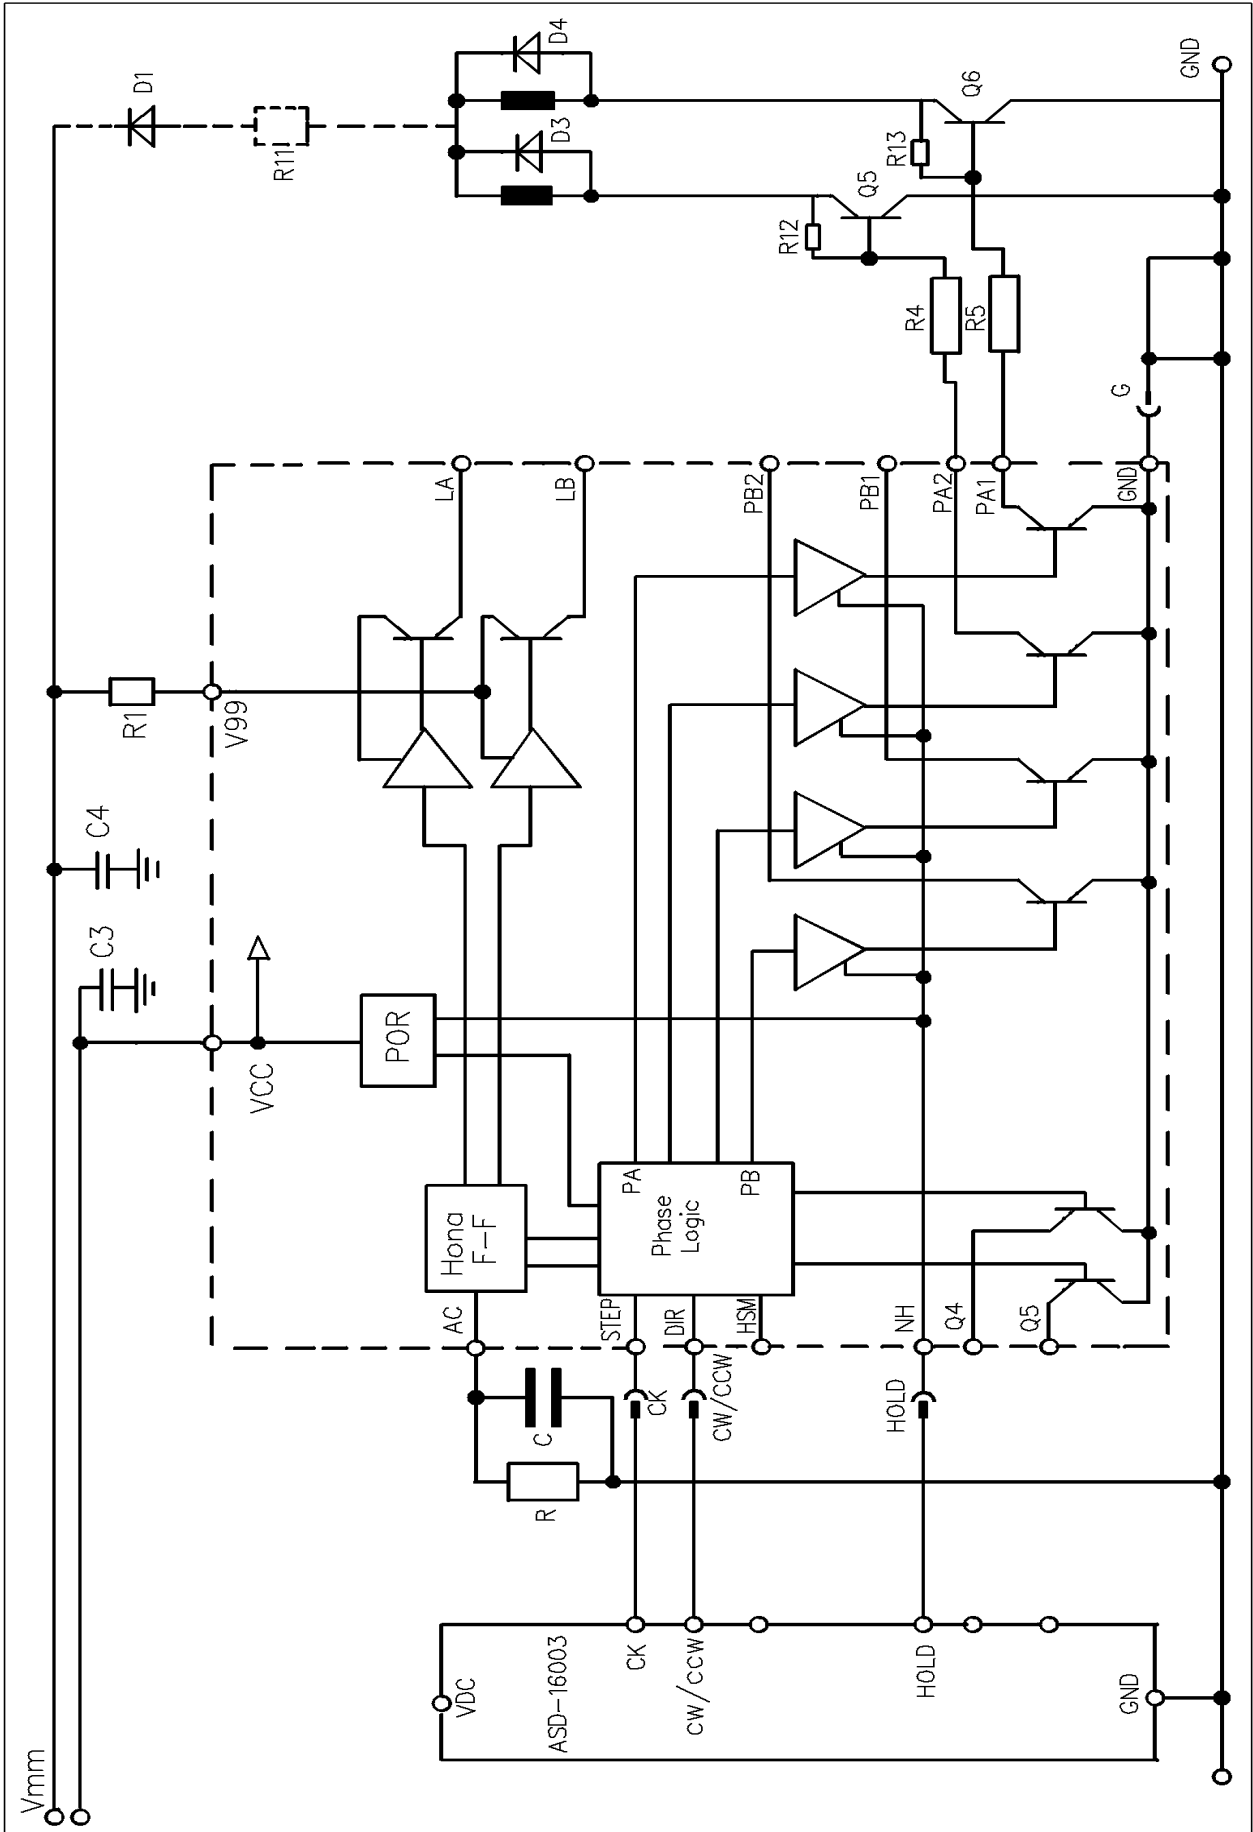 Vmm
VDC
ASD-16003
CK
CW/CCW
HOLD
GND
R
C
CK
CW/CCW
HOLD
AC
STEP
DIR
HSM
NH
Q4
Q5
Hona
F-F
Phase
Logic
PA
PB
POR
VCC
C3
C4
R1
V99
LA
LB
PB2
PB1
PA2
PA1
GND
G
R4
R5
R12
Q5
R13
Q6
D1
R11
D4
D3
GND